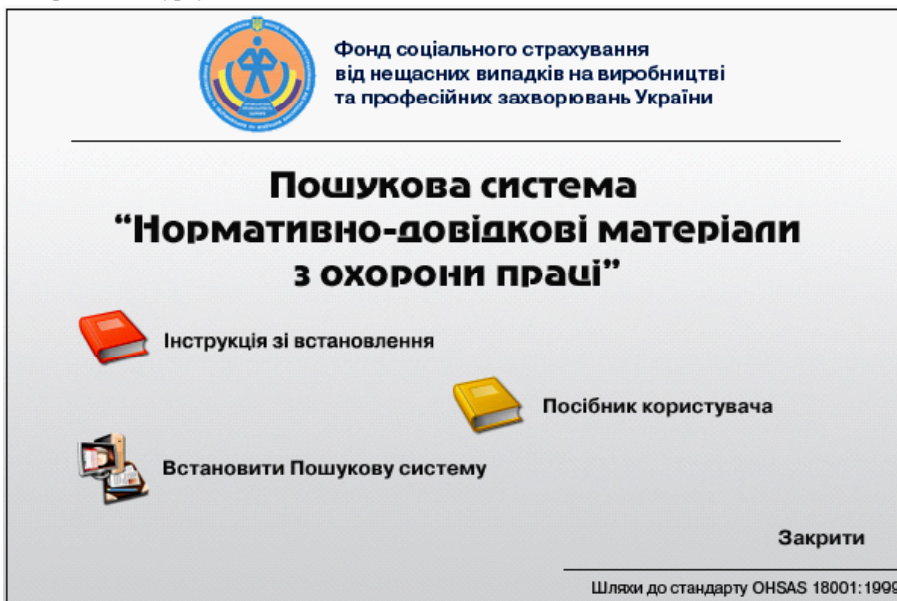 Фонд соціального страхування
від нещасних випадків на виробництві
та професійних захворювань України
Пошукова система
“Нормативно-довідкові матеріали
з охорони праці”
Інструкція зі встановлення
Посібник користувача
Встановити Пошукову систему
Закрити
Шляхи до стандарту OHSAS 18001:1999